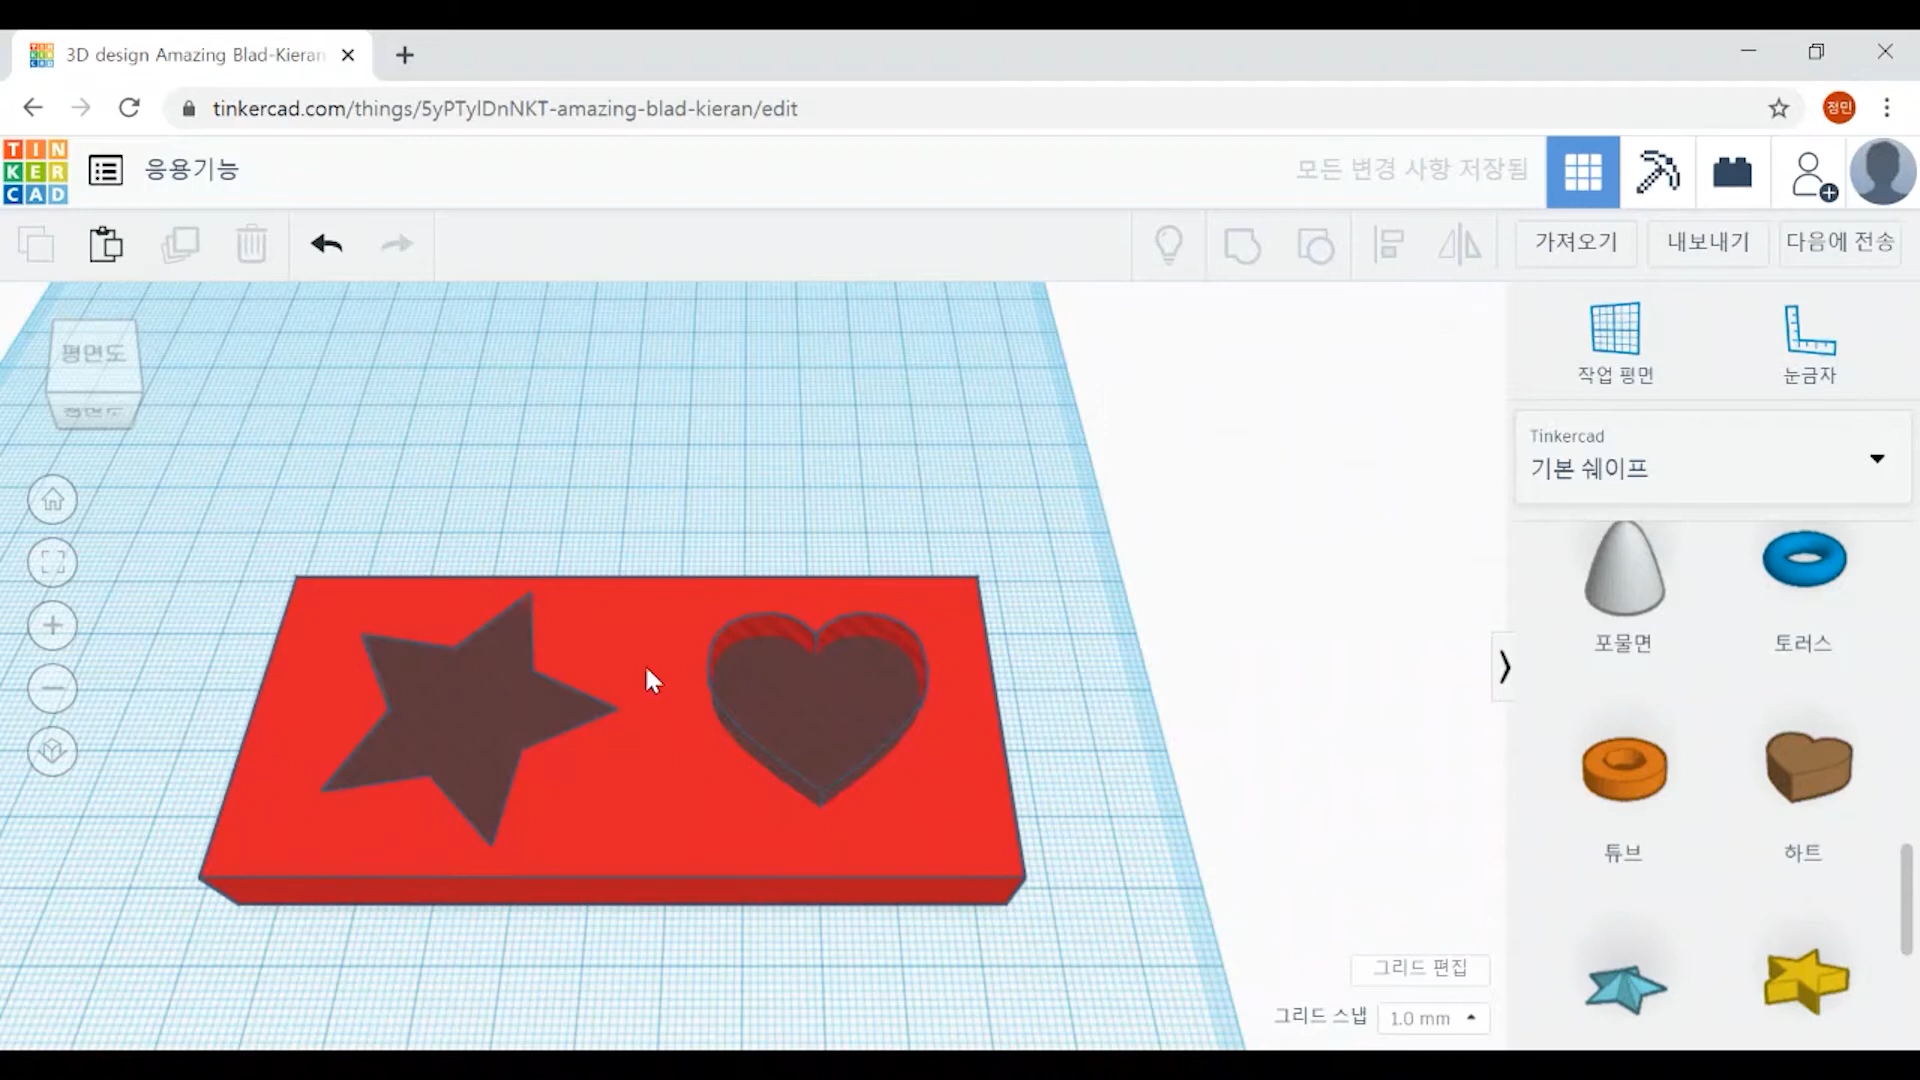 3D design Amazing Blad-Kieran
tinkercad.com/things/5yPTylDnNKT-amazing-blad-kieran/edit
정민
TIN
KER
CAD
응용기능
모든 변경 사항 저장됨
가져오기
내보내기
다음에 전송
평면도
작업 평면
눈금자
Tinkercad
기본 쉐이프
포물면
토러스
튜브
하트
그리드 편집
그리드 스냅
1.0 mm